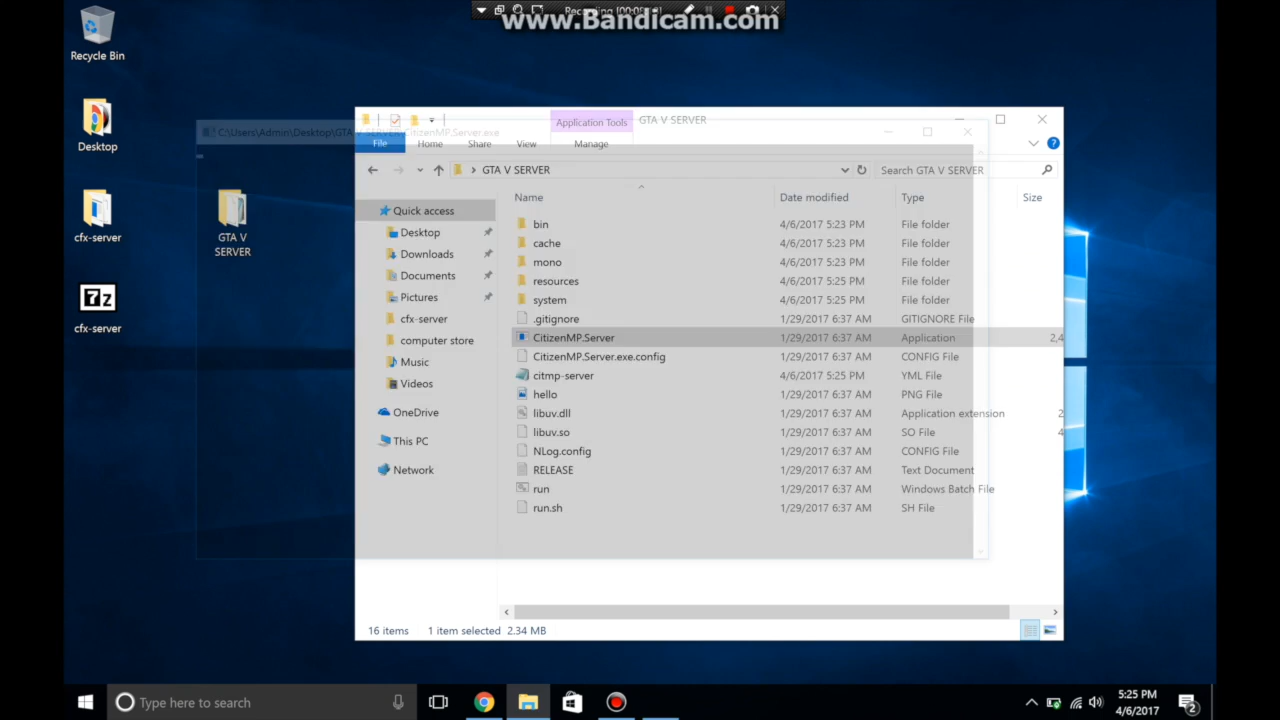 www.Bandicam.com
Recycle Bin
Desktop
cfx-server
cfx-server
GTA V
SERVER
Application Tools
GTA V SERVER
C:\Users\Admin\Desktop\GTA V SERVER\CitizenMP.Server.exe
File Home Share View Manage
GTA V SERVER
Search GTA V SERVER
Name Date modified Type Size
Quick access
Desktop
Downloads
Documents
Pictures
cfx-server
computer store
Music
Videos
OneDrive
This PC
Network
bin 4/6/2017 5:23 PM File folder
cache 4/6/2017 5:23 PM File folder
mono 4/6/2017 5:23 PM File folder
resources 4/6/2017 5:25 PM File folder
system 4/6/2017 5:25 PM File folder
.gitignore 1/29/2017 6:37 AM GITIGNORE File
CitizenMP.Server 1/29/2017 6:37 AM Application 2,4
CitizenMP.Server.exe.config 1/29/2017 6:37 AM CONFIG File
citmp-server 4/6/2017 5:25 PM YML File
hello 1/29/2017 6:37 AM PNG File
libuv.dll 1/29/2017 6:37 AM Application extension 2
libuv.so 1/29/2017 6:37 AM SO File 4
NLog.config 1/29/2017 6:37 AM CONFIG File
RELEASE 1/29/2017 6:37 AM Text Document
run 1/29/2017 6:37 AM Windows Batch File
run.sh 1/29/2017 6:37 AM SH File
16 items 1 item selected 2.34 MB
Type here to search
5:25 PM
4/6/2017
2